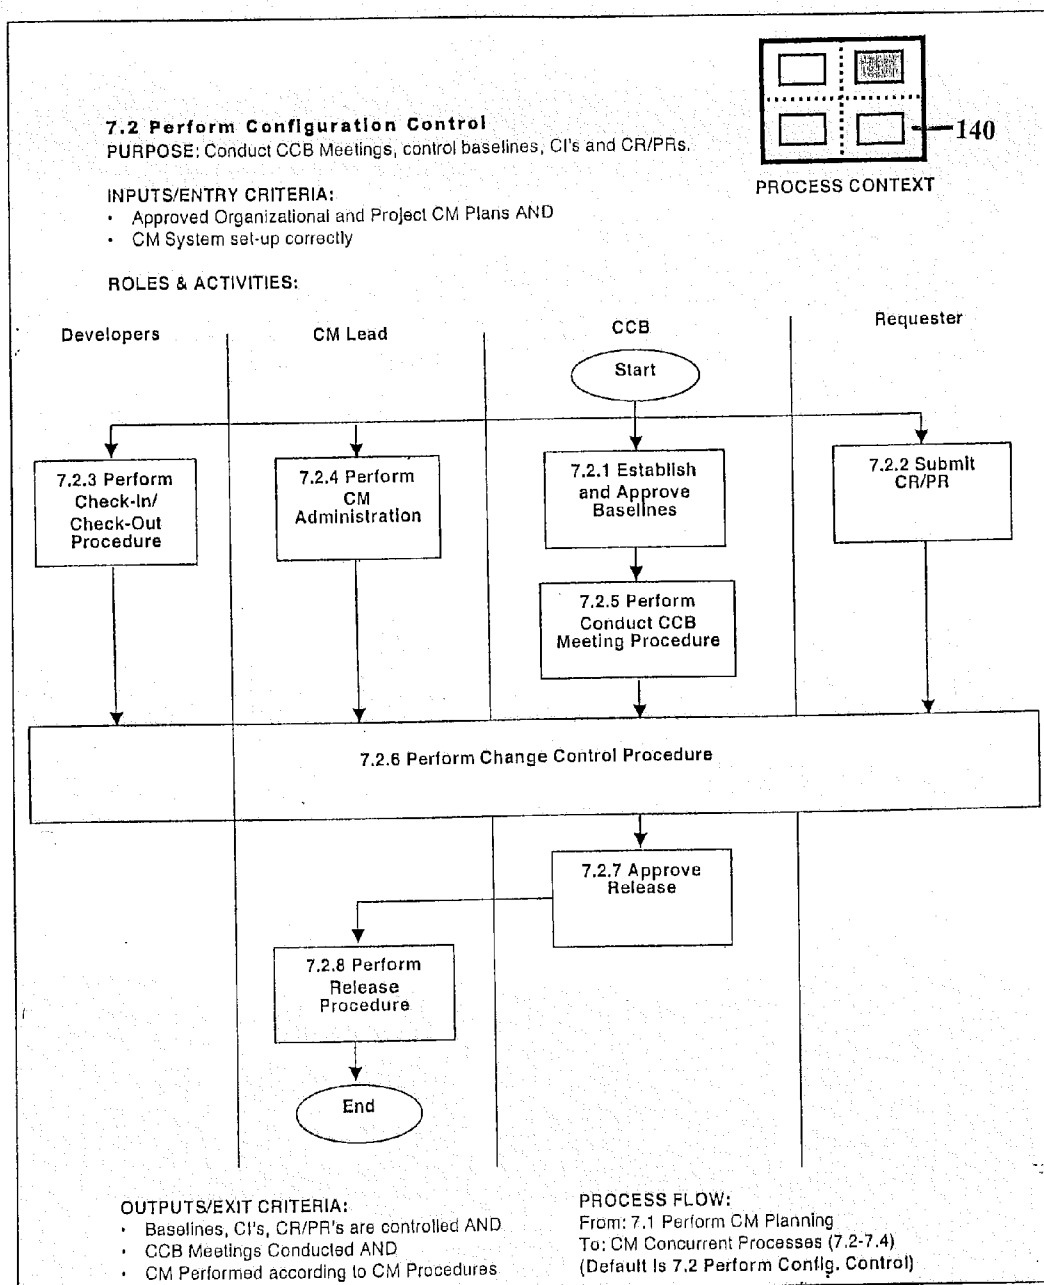 7.2 Perform Configuration Control
PURPOSE: Conduct CCB Meetings, control baselines, CI's and CR/PRs.
140
PROCESS CONTEXT
INPUTS/ENTRY CRITERIA:
• Approved Organizational and Project CM Plans AND
• CM System set-up correctly
ROLES & ACTIVITIES:
Developers
CM Lead
CCB
Requester
Start
7.2.3 Perform
Check-In/
Check-Out
Procedure
7.2.4 Perform
CM
Administration
7.2.1 Establish
and Approve
Baselines
7.2.2 Submit
CR/PR
7.2.5 Perform
Conduct CCB
Meeting Procedure
7.2.6 Perform Change Control Procedure
7.2.7 Approve
Release
7.2.8 Perform
Release
Procedure
End
OUTPUTS/EXIT CRITERIA:
• Baselines, CI's, CR/PR's are controlled AND
• CCB Meetings Conducted AND
• CM Performed according to CM Procedures
PROCESS FLOW:
From: 7.1 Perform CM Planning
To: CM Concurrent Processes (7.2-7.4)
(Default Is 7.2 Perform Config. Control)